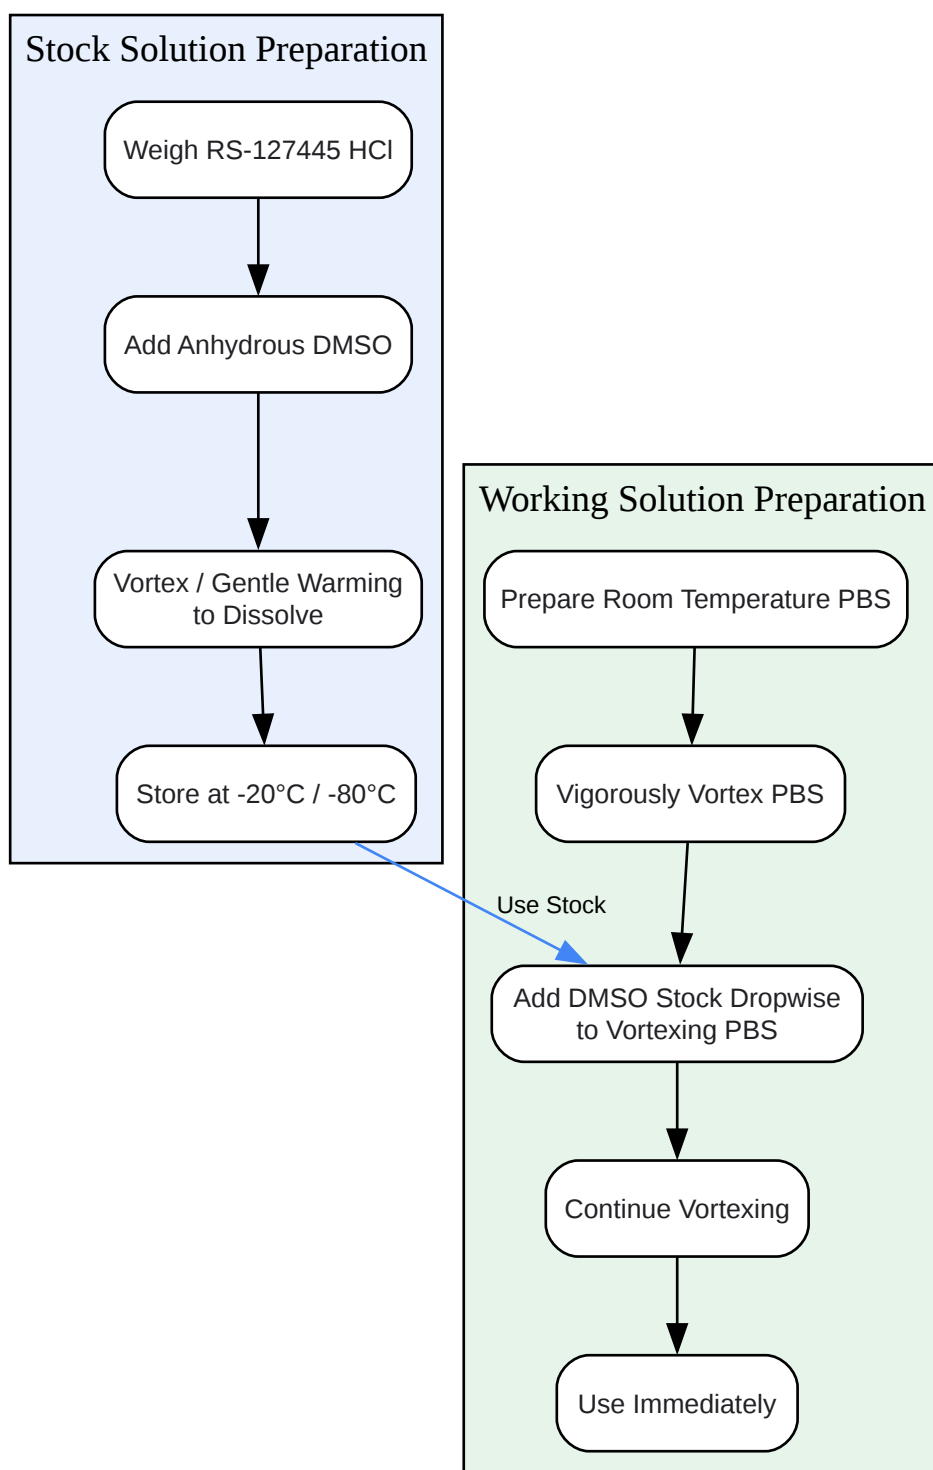 Stock Solution Preparation
Weigh RS-127445 HCl
Add Anhydrous DMSO
Vortex / Gentle Warming
to Dissolve
Store at -20°C / -80°C
Working Solution Preparation
Prepare Room Temperature PBS
Vigorously Vortex PBS
Use Stock
Add DMSO Stock Dropwise
to Vortexing PBS
Continue Vortexing
Use Immediately